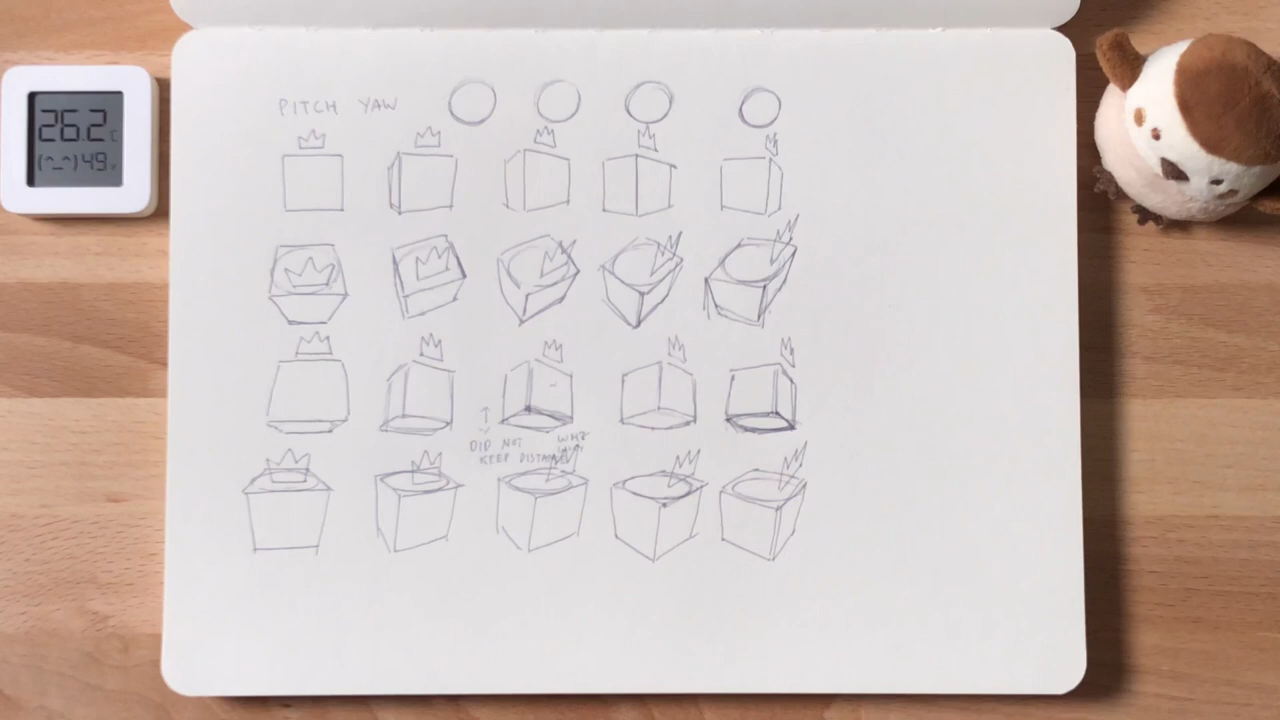 PITCH YAW
26.2 °C
(^_^) 49 %
DID NOT
KEEP DISTANCE